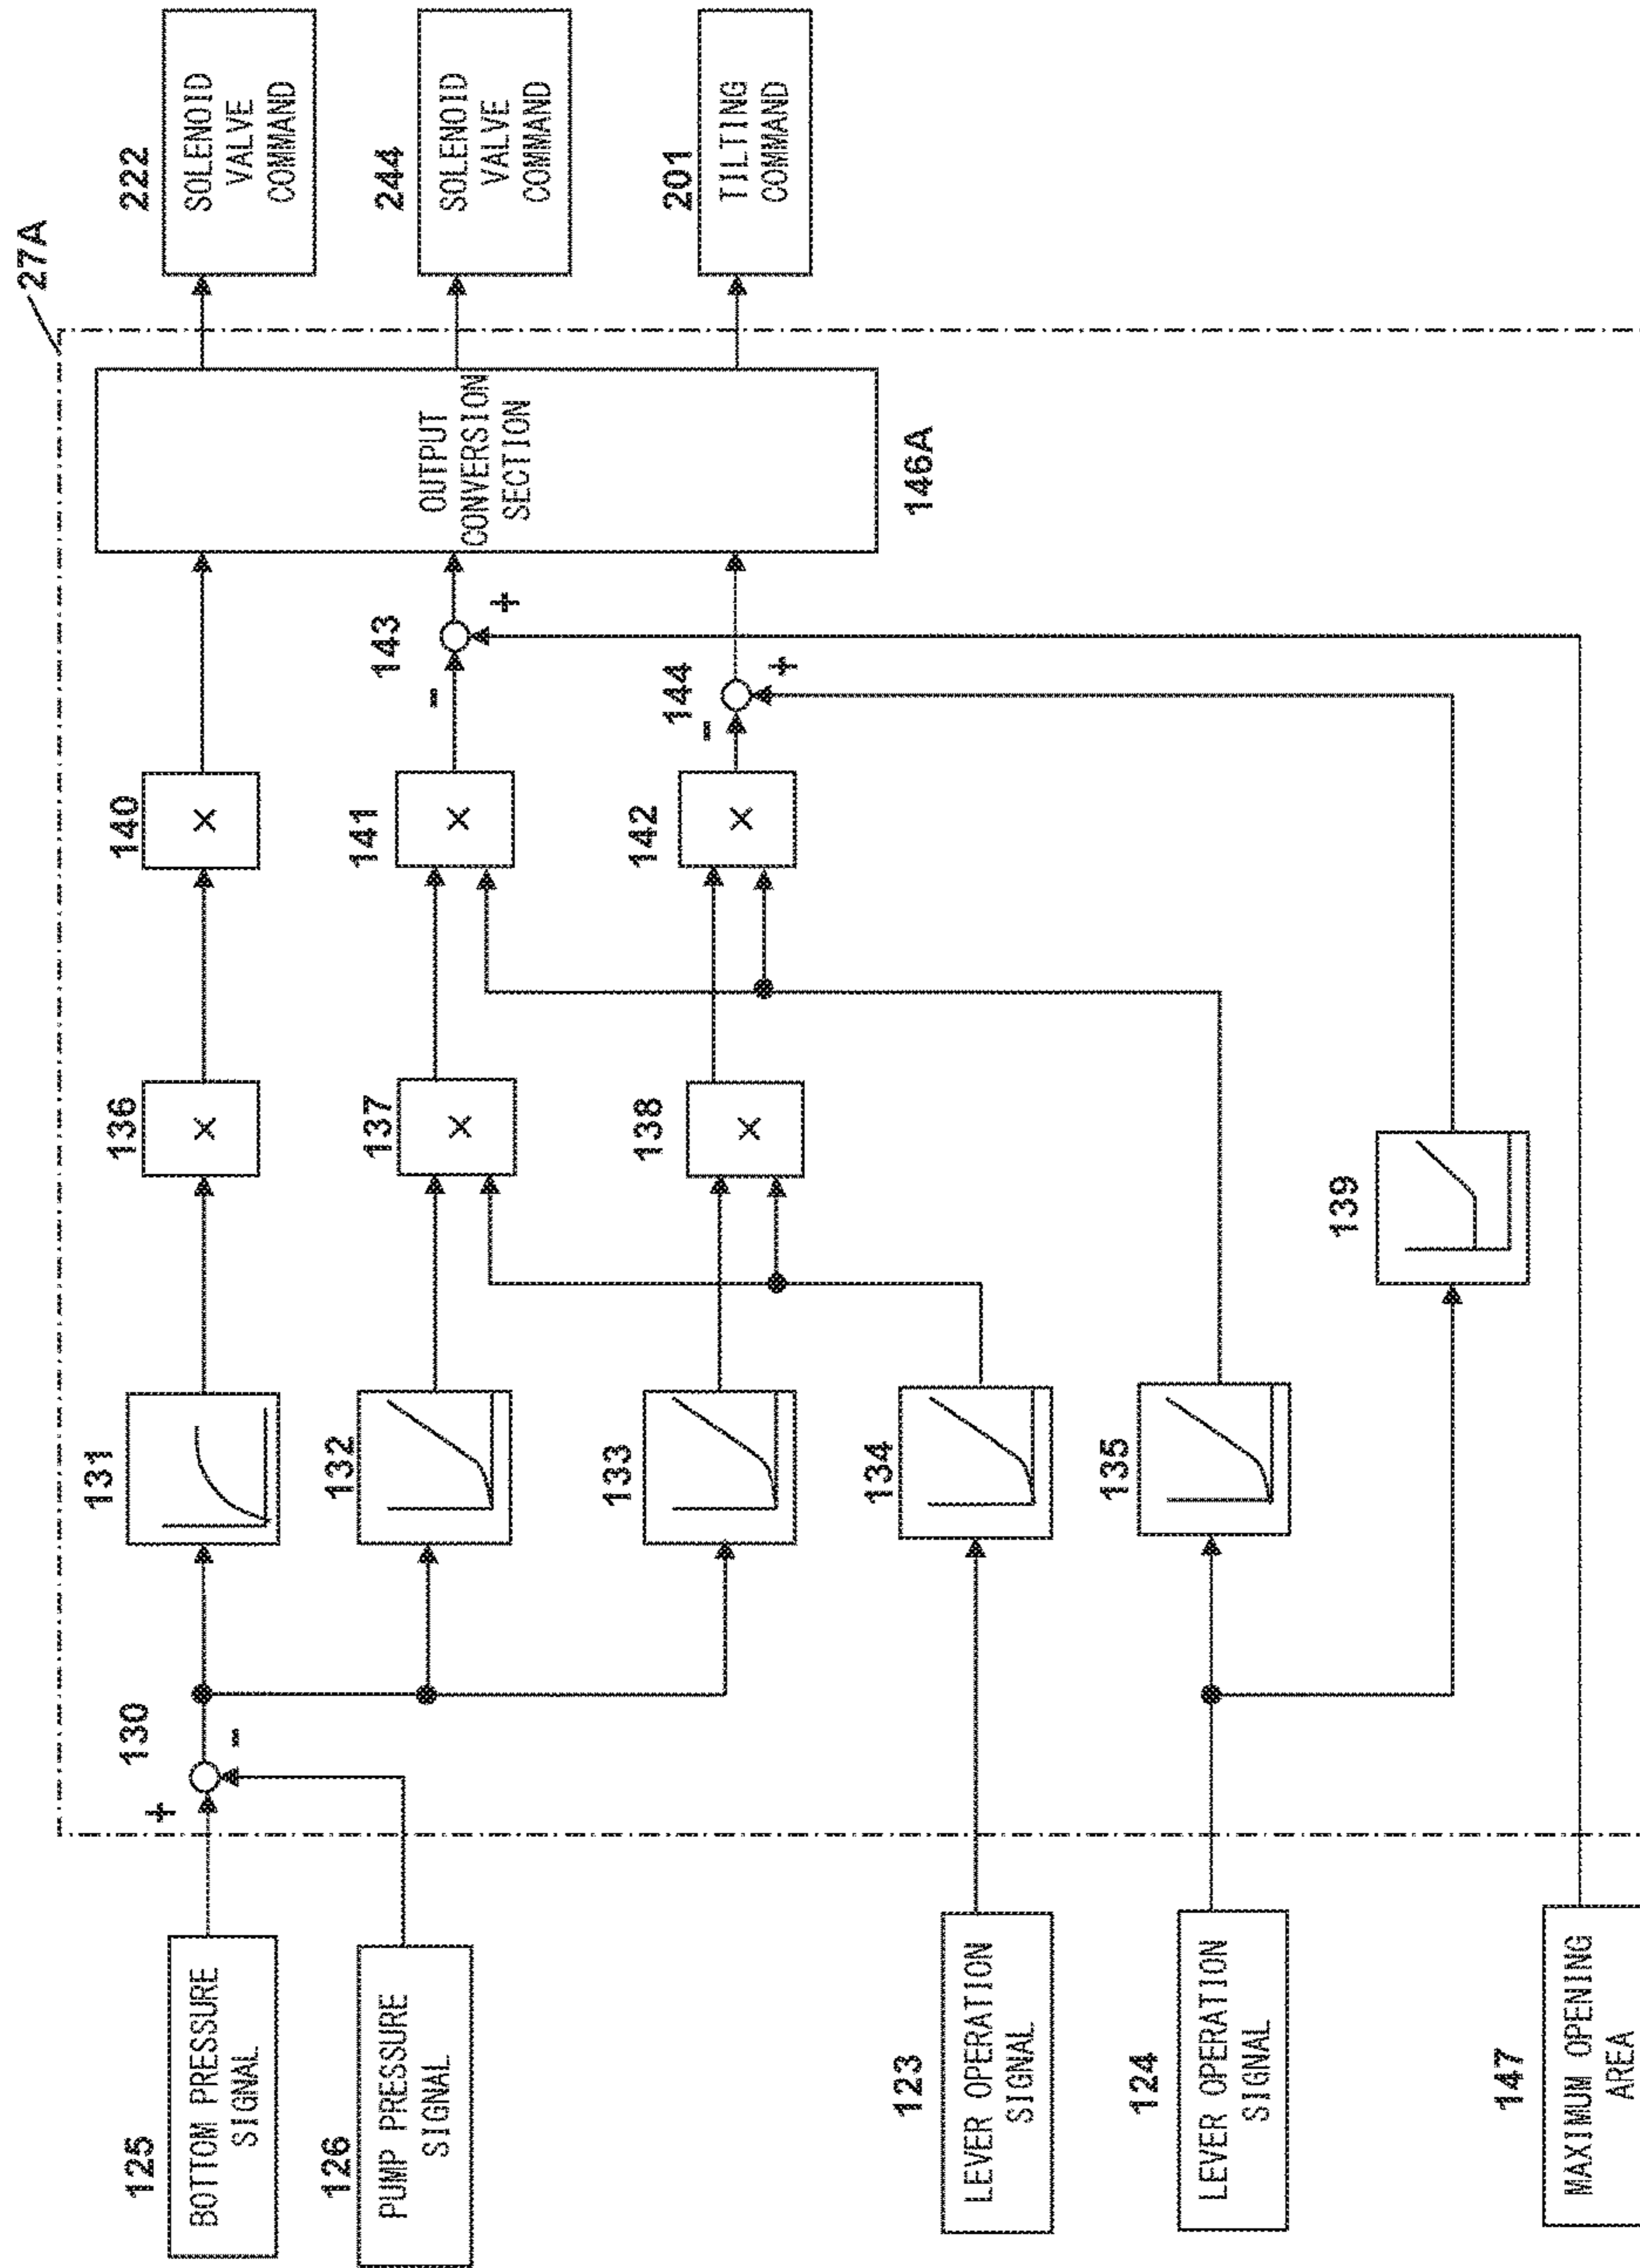 27A
222
SOLENOID
VALVE
COMMAND
244
SOLENOID
VALVE
COMMAND
201
TILTING
COMMAND
OUTPUT
CONVERSION
SECTION
146A
143
-
+
144
-
+
140
×
141
×
142
×
136
×
137
×
138
×
139
131
132
133
134
135
130
+
-
125
BOTTOM PRESSURE
SIGNAL
126
PUMP PRESSURE
SIGNAL
123
LEVER OPERATION
SIGNAL
124
LEVER OPERATION
SIGNAL
147
MAXIMUM OPENING
AREA